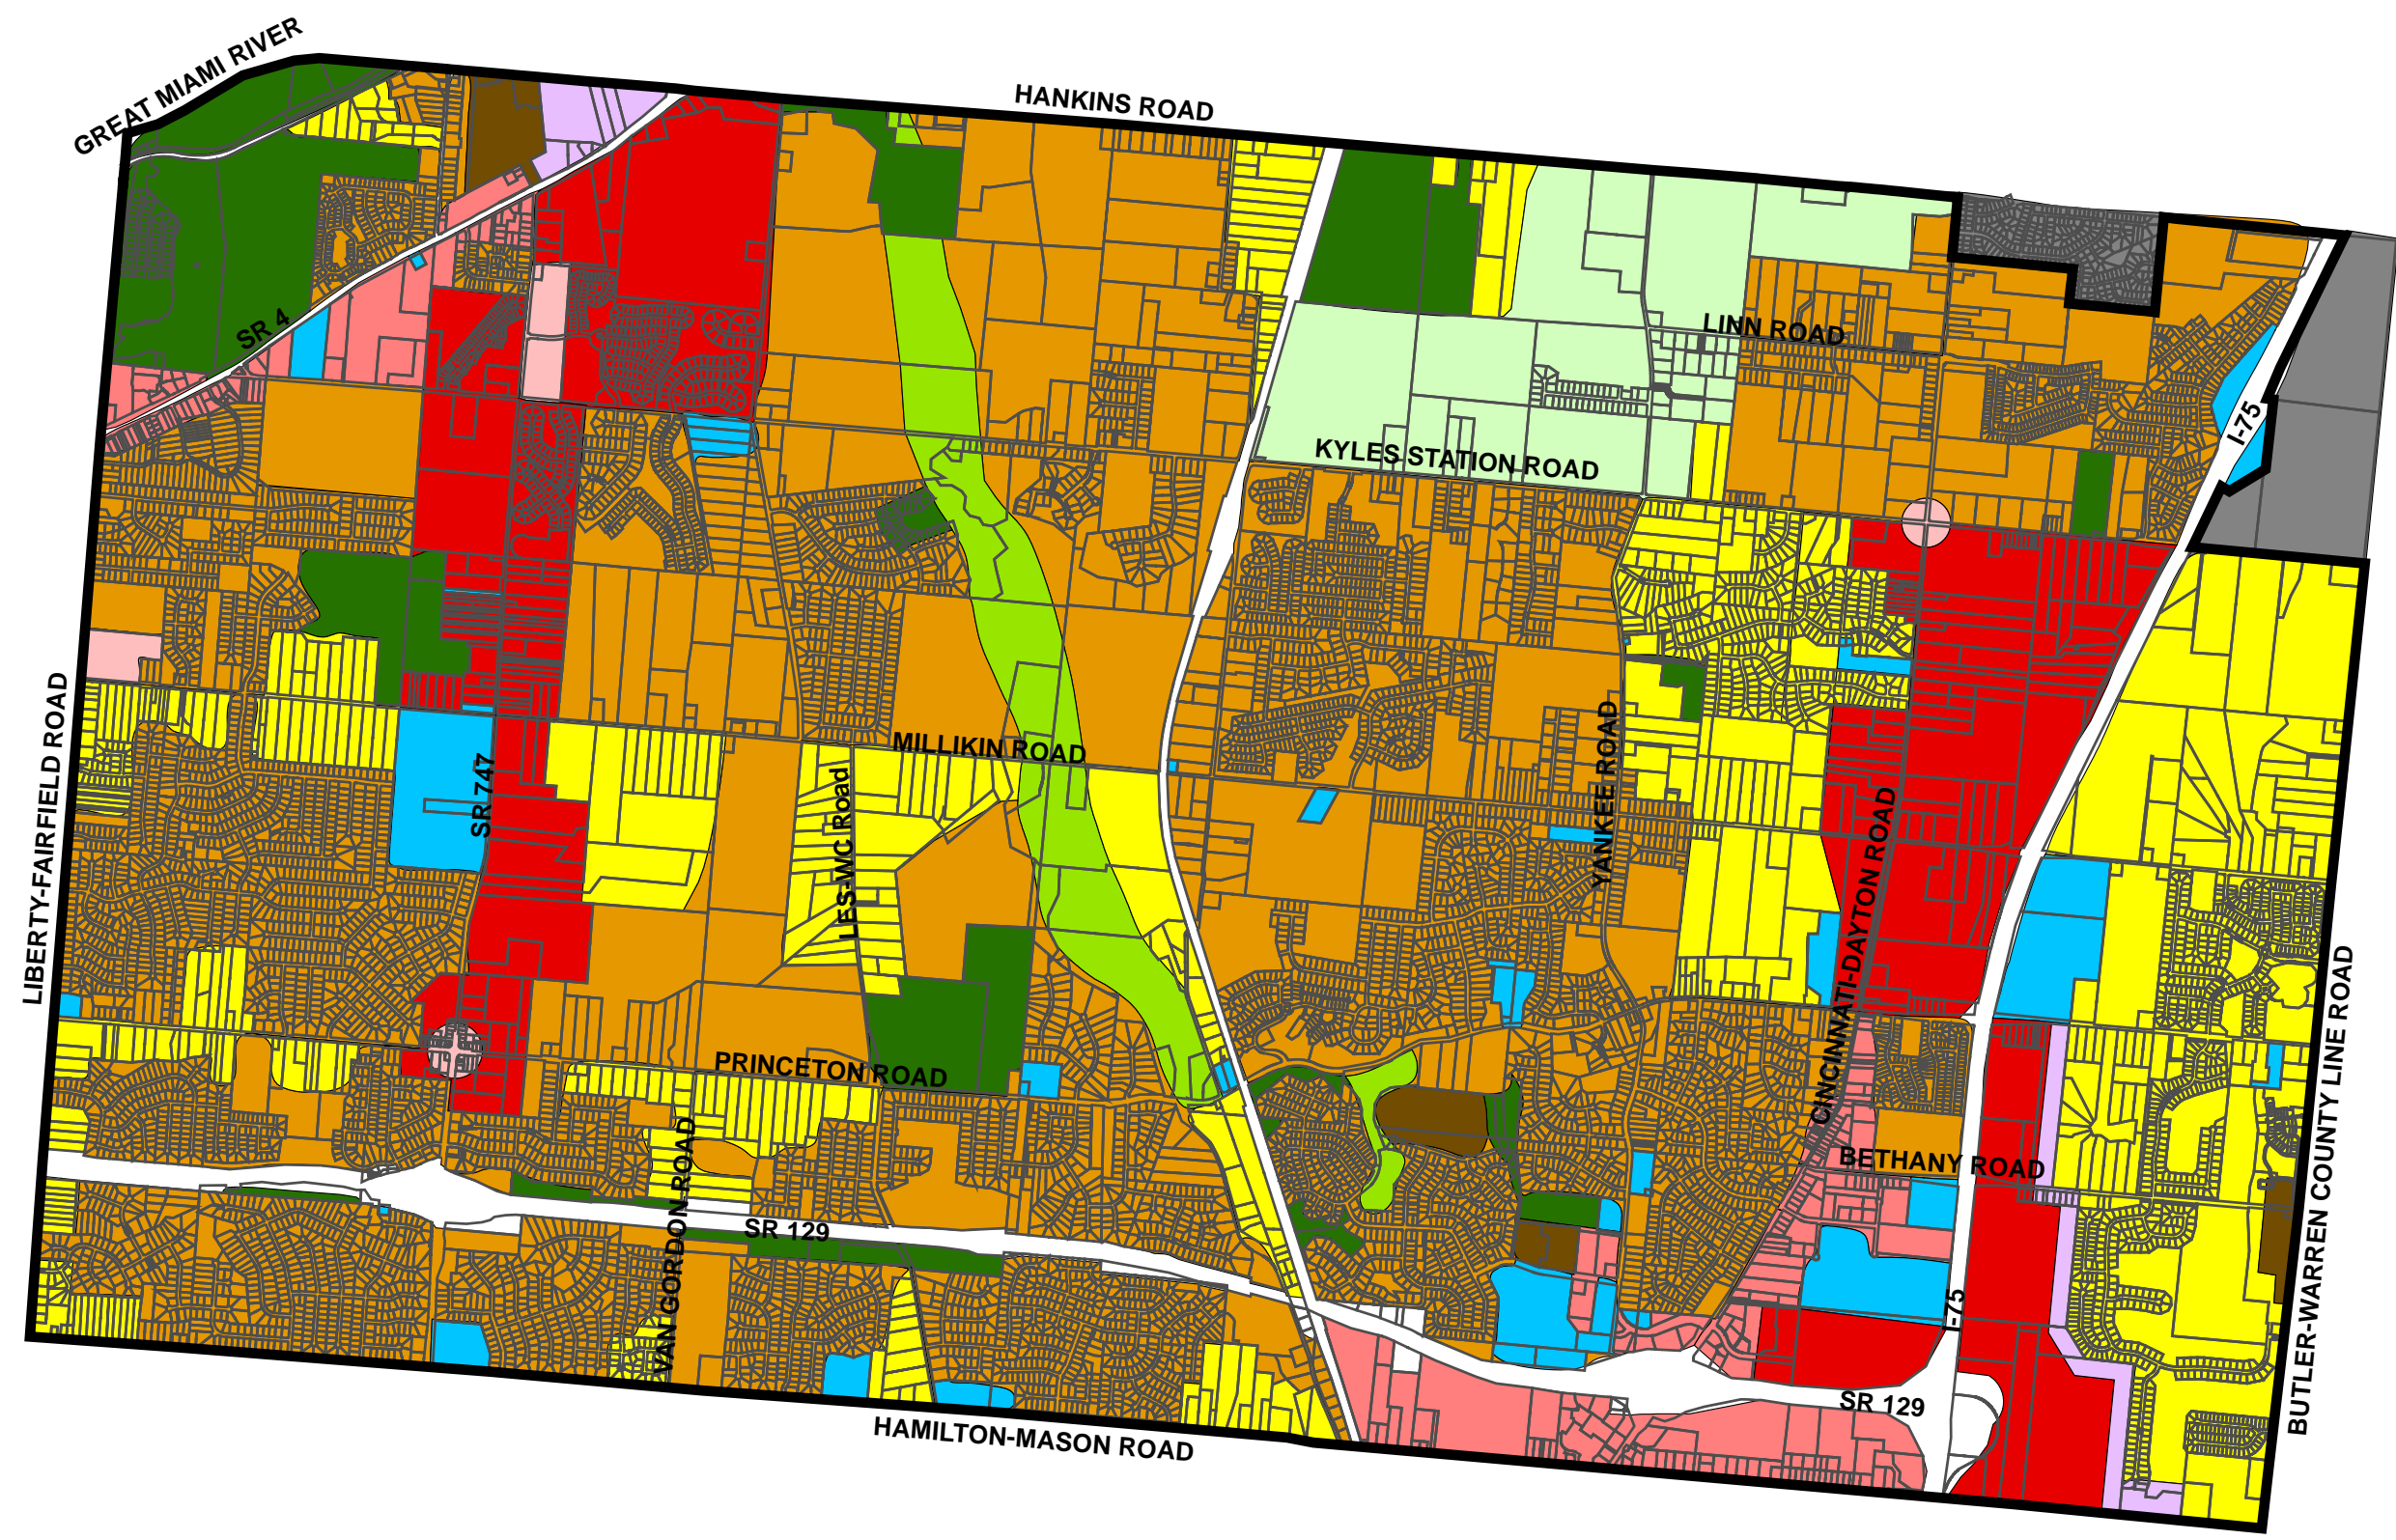 GREAT MIAMI RIVER
HANKINS ROAD
SR 4
LINN ROAD
I-75
KYLES STATION ROAD
LIBERTY-FAIRFIELD ROAD
SR 747
MILLIKIN ROAD
LES-WC Road
YANKEE ROAD
CINCINNATI-DAYTON ROAD
PRINCETON ROAD
VAN GORDON ROAD
BETHANY ROAD
BUTLER-WARREN COUNTY LINE ROAD
SR 129
I-75
SR 129
HAMILTON-MASON ROAD